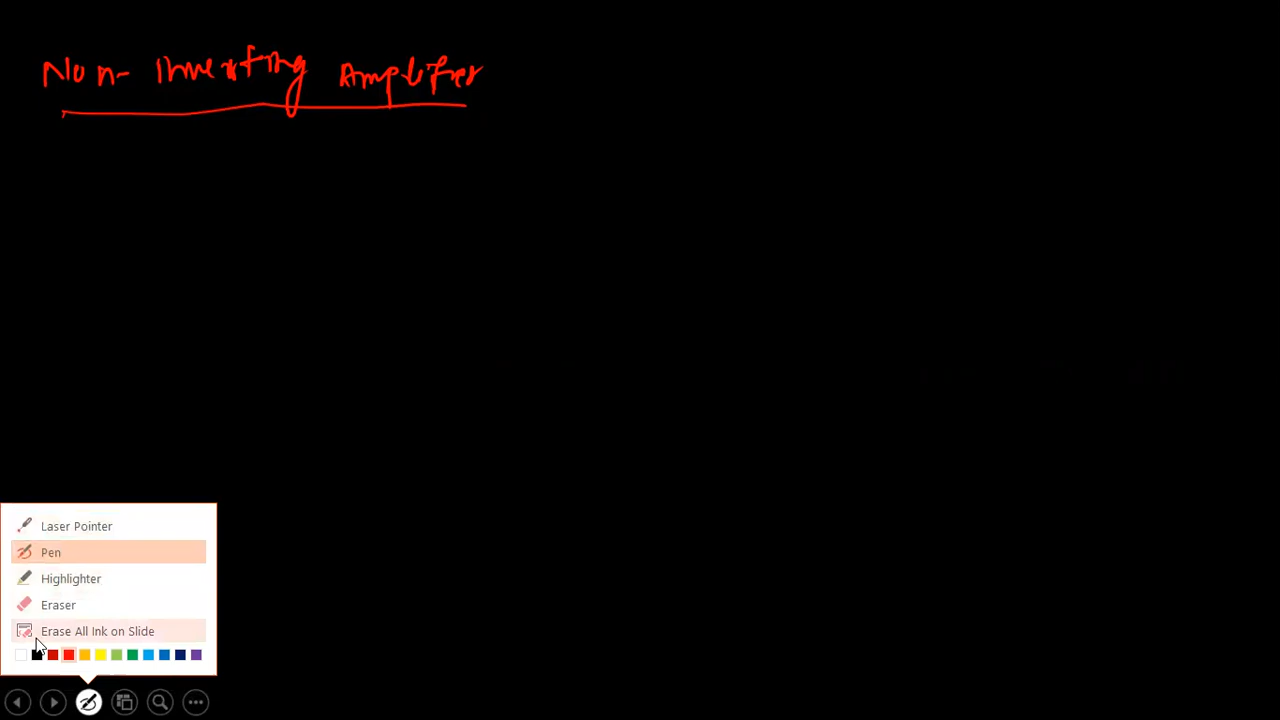 Non-Inverting Amplifier
Laser Pointer
Pen
Highlighter
Eraser
Erase All Ink on Slide